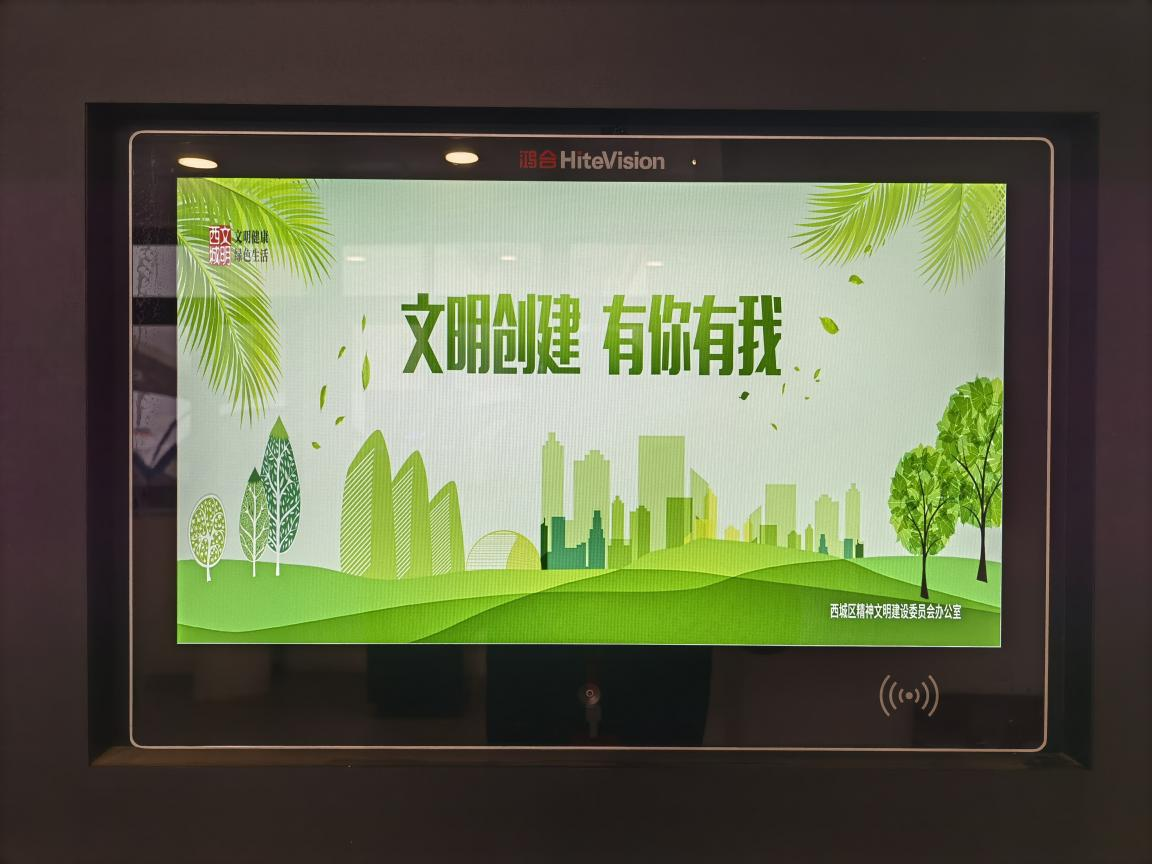 鸿合 HiteVision
西城 文明
文明健康
绿色生活
文明创建 有你有我
西城区精神文明建设委员会办公室